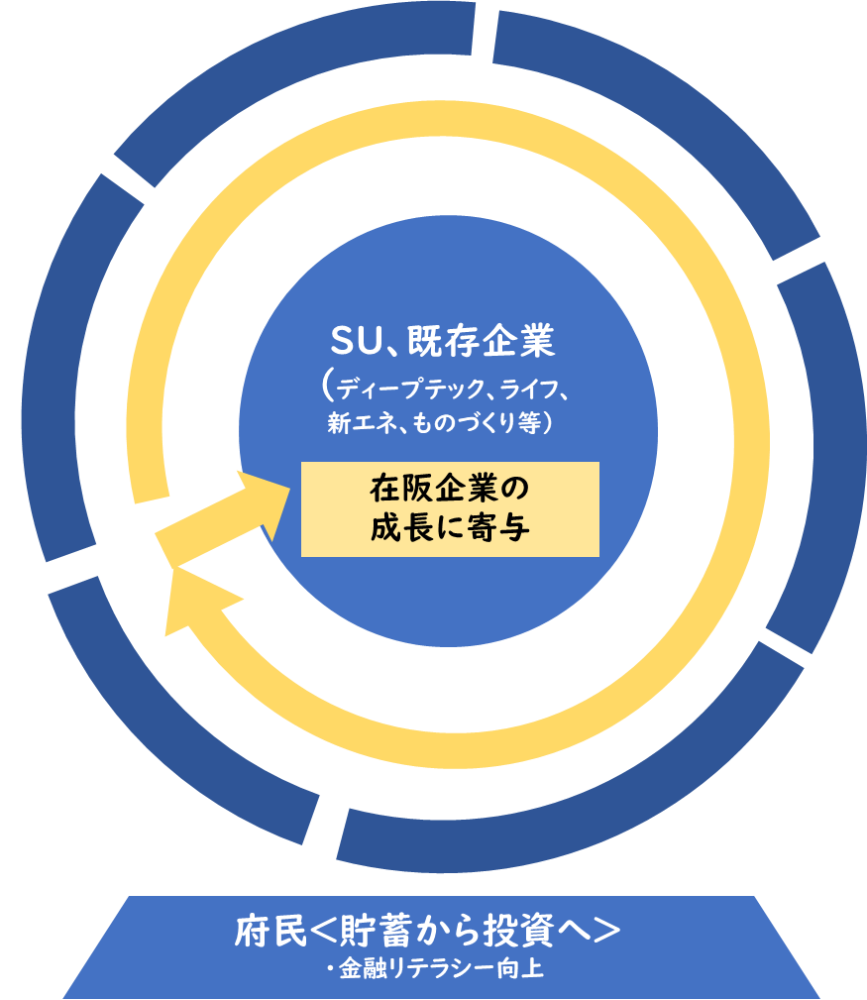 SU、既存企業
（ディープテック、ライフ、
新エネ、ものづくり等）
在阪企業の
成長に寄与
府民＜貯蓄から投資へ＞
・金融リテラシー向上